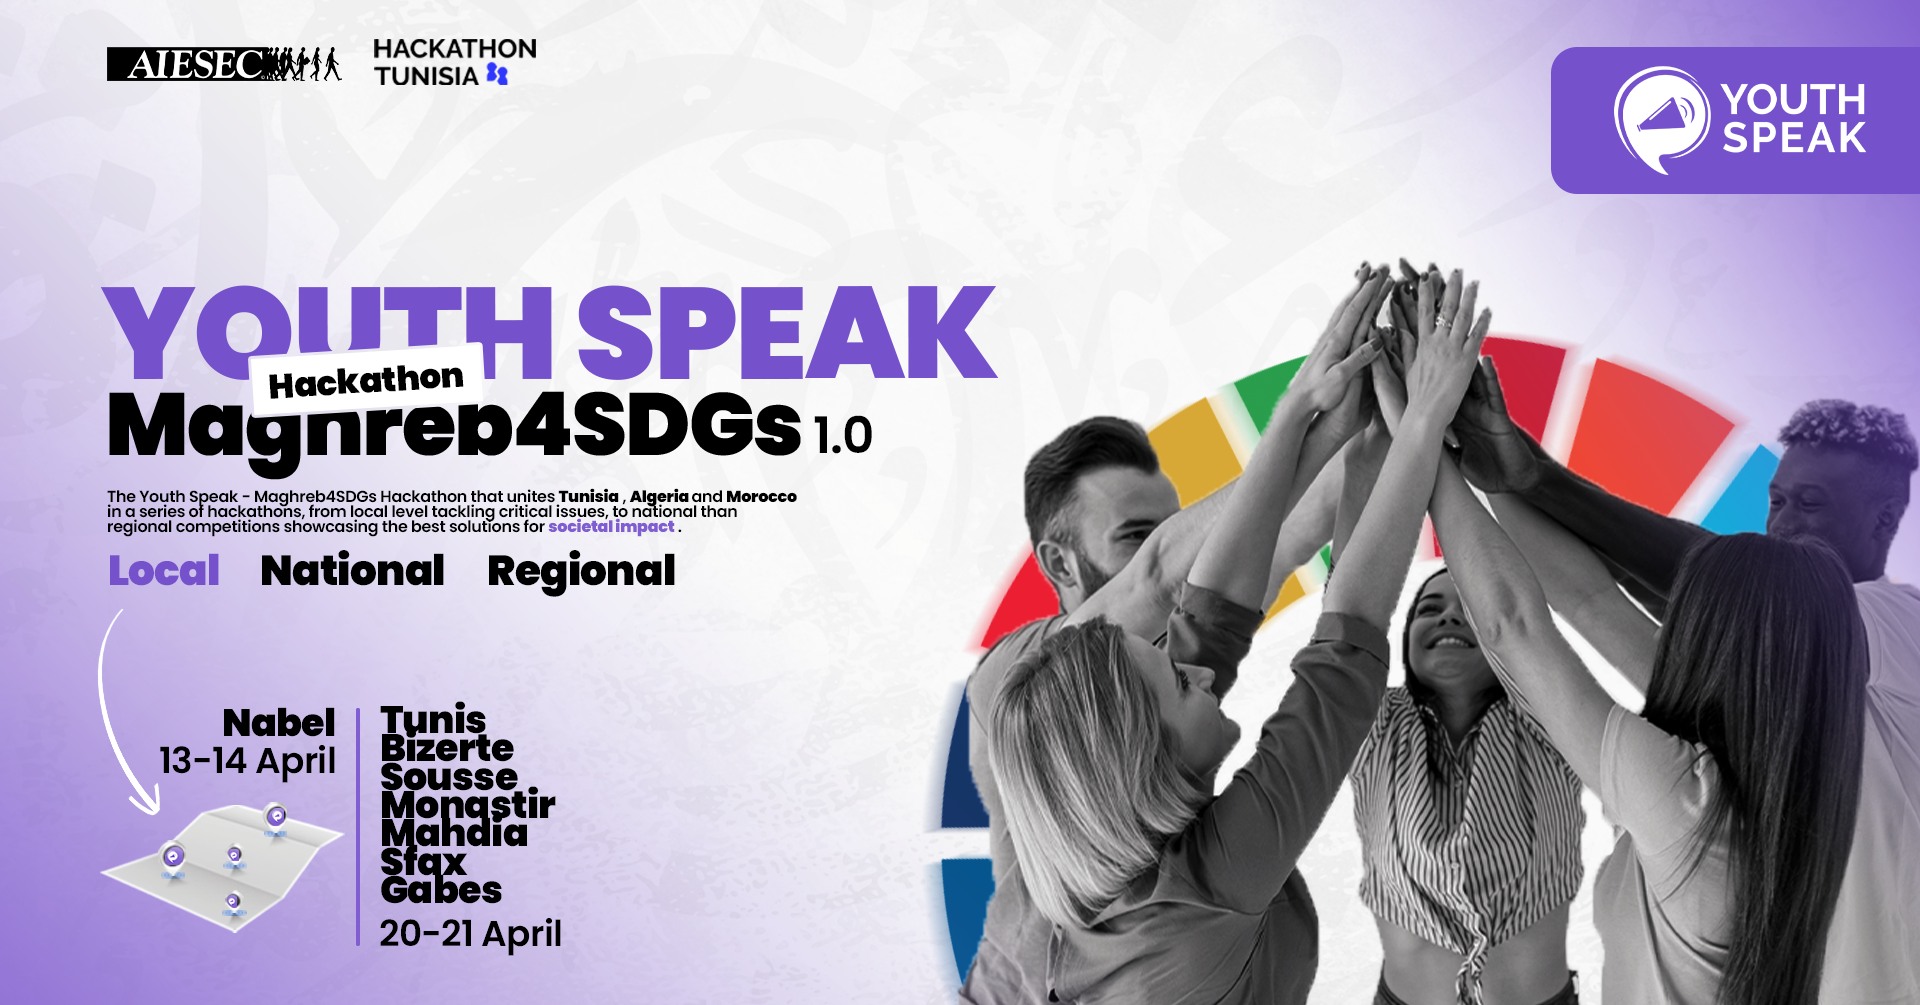 AIESEC
HACKATHON
TUNISIA
YOUTH
SPEAK
YOUTH SPEAK
Hackathon
Maghreb4SDGs 1.0
The Youth Speak - Maghreb4SDGs Hackathon that unites Tunisia , Algeria and Morocco
in a series of hackathons, from local level tackling critical issues, to national than
regional competitions showcasing the best solutions for societal impact .
Local National Regional
Nabel
13-14 April
Tunis
Bizerte
Sousse
Monastir
Mahdia
Sfax
Gabes
20-21 April